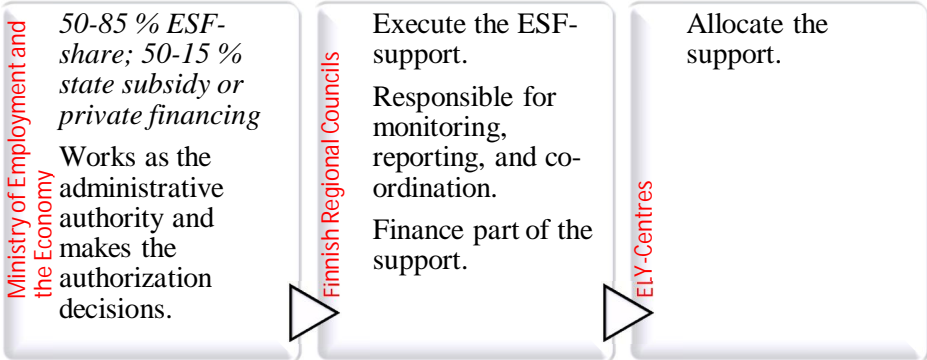 Ministry of Employment and
the Economy
50-85 % ESF-
share; 50-15 %
state subsidy or
private financing
Works as the
administrative
authority and
makes the
authorization
decisions.
Finnish Regional Councils
Execute the ESF-
support.
Responsible for
monitoring,
reporting, and co-
ordination.
Finance part of the
support.
ELY-Centres
Allocate the
support.